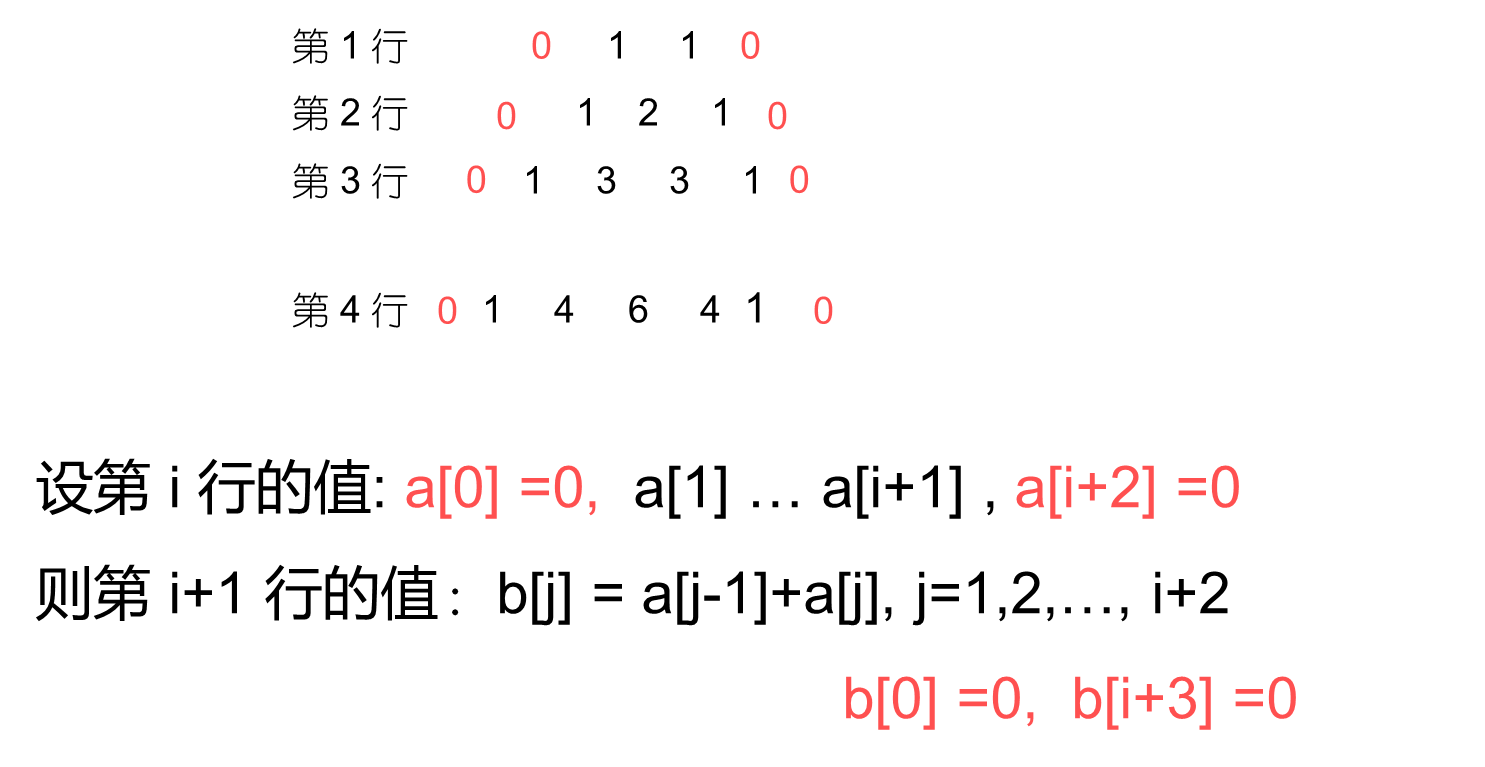 第 1 行 0 1 1 0
第 2 行 0 1 2 1 0
第 3 行 0 1 3 3 1 0
第 4 行 0 1 4 6 4 1 0
设第 i 行的值: a[0] =0, a[1] … a[i+1] , a[i+2] =0
则第 i+1 行的值：b[j] = a[j-1]+a[j], j=1,2,…, i+2
b[0] =0, b[i+3] =0